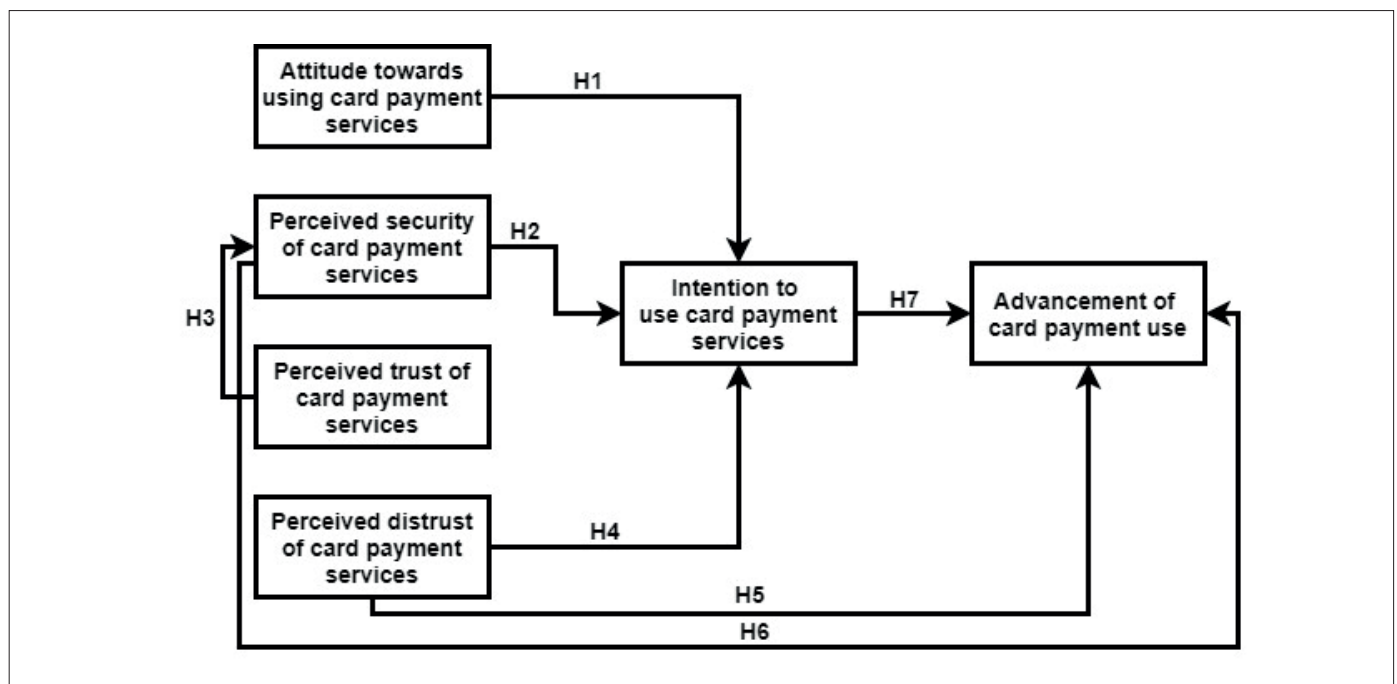 Attitude towards
using card payment
services
H1
Perceived security
of card payment
services
H2
H3
Perceived trust of
card payment
services
Perceived distrust
of card payment
services
H4
H5
H6
Intention to
use card payment
services
H7
Advancement of
card payment use